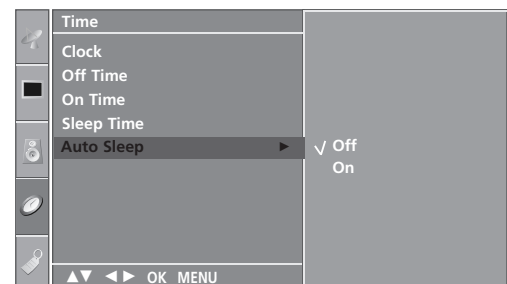 Time
Clock
Off Time
On Time
Sleep Time
Auto Sleep ► √ Off
On
▲▼ ◄► OK MENU